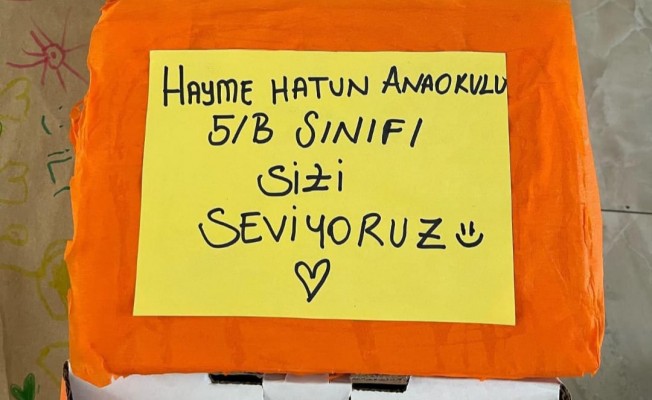 HAYME HATUN ANAOKULU
5/B SINIFI
SİZİ
SEVİYORUZ